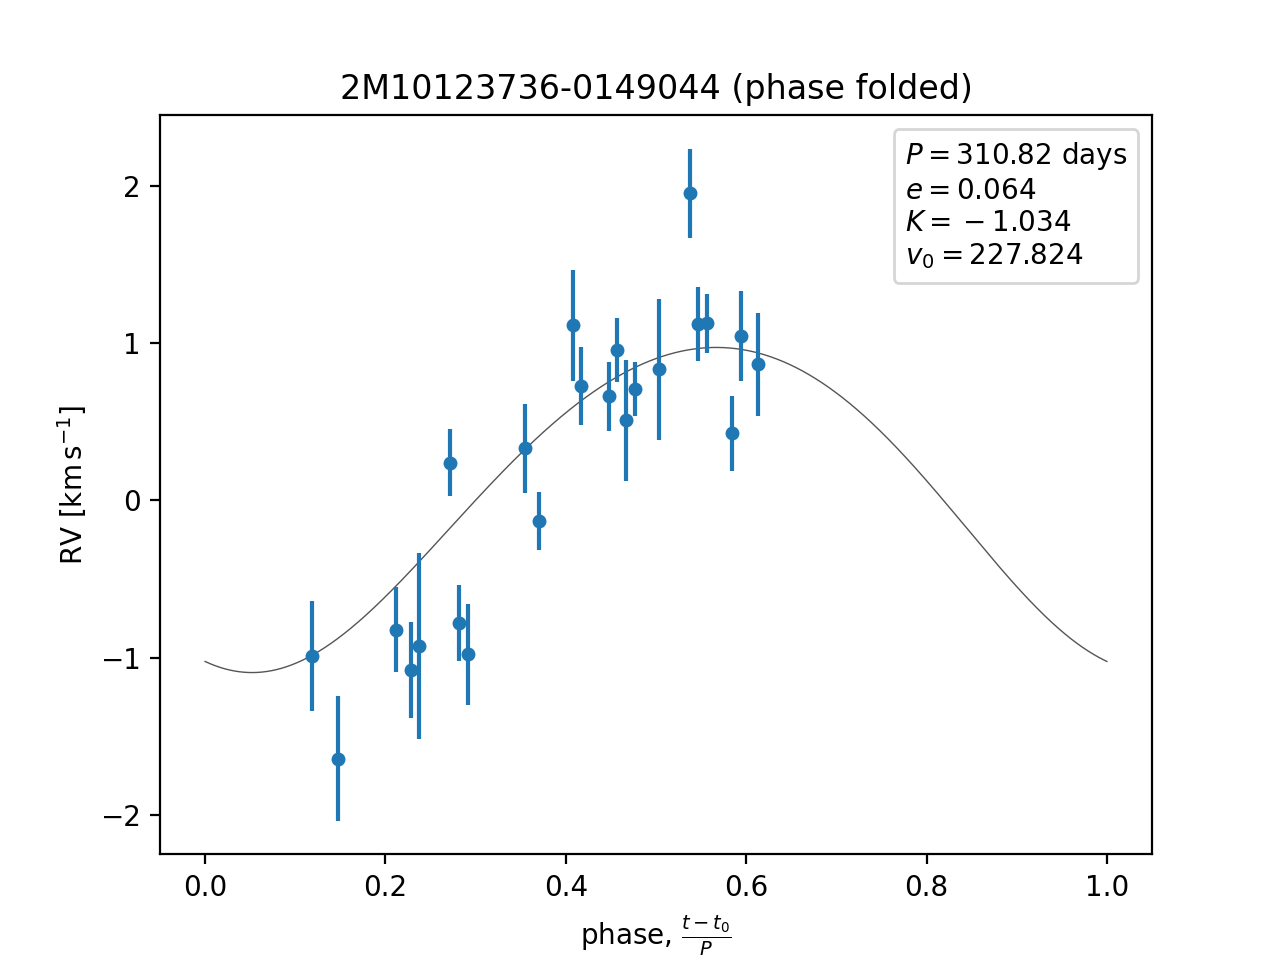 2M10123736-0149044 (phase folded)
P = 310.82 days
e = 0.064
K = −1.034
v₀ = 227.824
2
1
0
−1
−2
RV [km s⁻¹]
0.0 0.2 0.4 0.6 0.8 1.0
phase, (t − t₀)/P